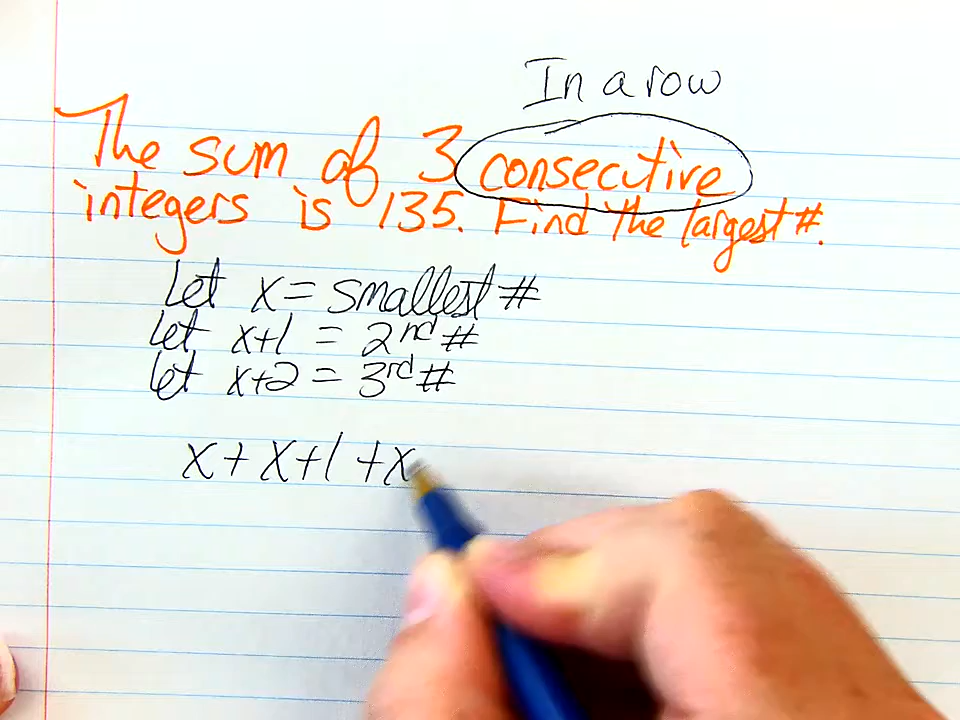 In a row
The sum of 3 consecutive
integers is 135. Find the largest #.
Let x = smallest #
let x+1 = 2nd #
let x+2 = 3rd #
x + x+1 + x